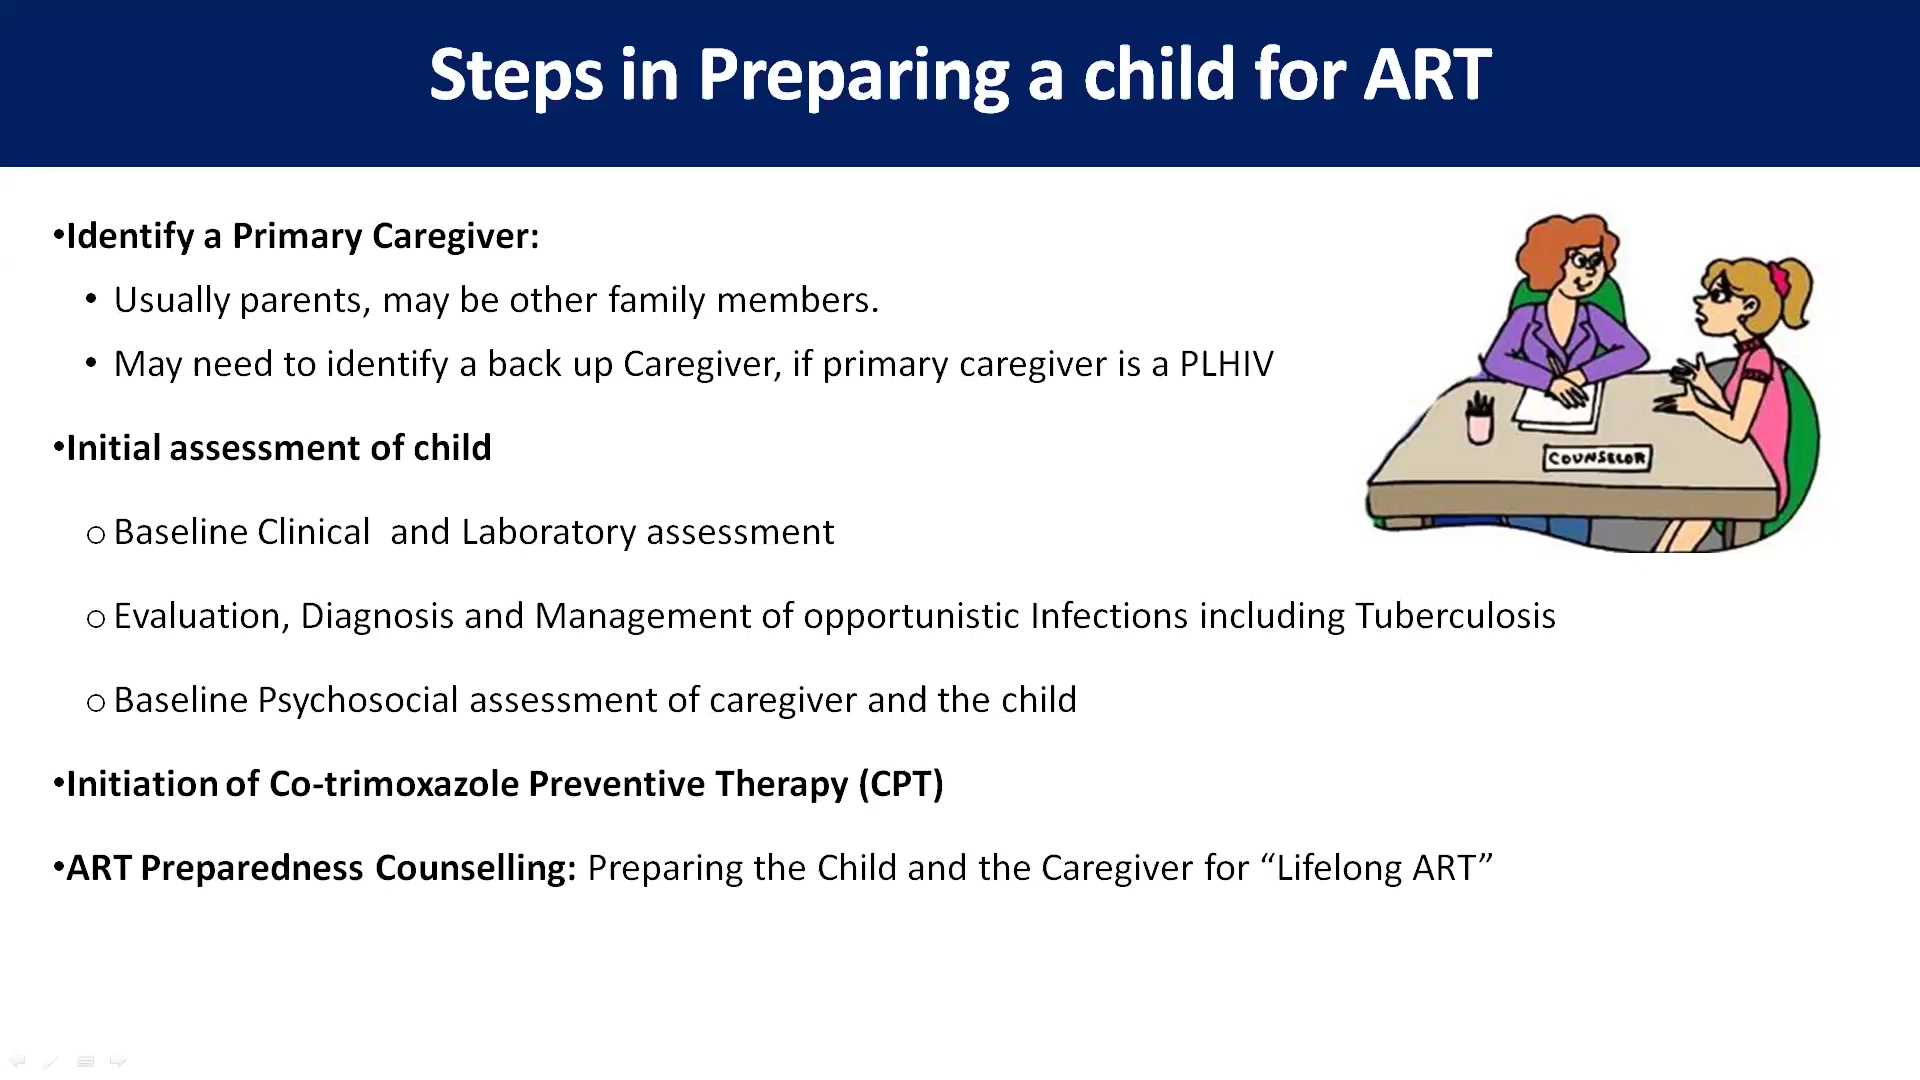 Steps in Preparing a child for ART
•Identify a Primary Caregiver:
• Usually parents, may be other family members.
• May need to identify a back up Caregiver, if primary caregiver is a PLHIV
COUNSELOR
•Initial assessment of child
o Baseline Clinical and Laboratory assessment
o Evaluation, Diagnosis and Management of opportunistic Infections including Tuberculosis
o Baseline Psychosocial assessment of caregiver and the child
•Initiation of Co-trimoxazole Preventive Therapy (CPT)
•ART Preparedness Counselling: Preparing the Child and the Caregiver for “Lifelong ART”